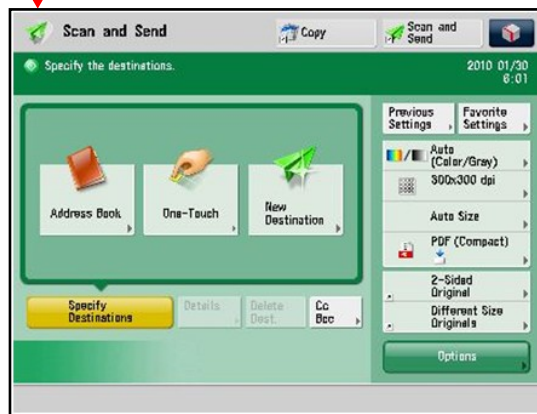 Scan and Send
Copy
Scan and
Send
Specify the destinations.
2010 01/30
6:01
Previous
Settings
Favorite
Settings
Address Book
One-Touch
New
Destination
Auto
(Color/Gray)
300x300 dpi
Auto Size
PDF (Compact)
2-Sided
Original
Different Size
Originals
Specify
Destinations
Details
Delete
Dest.
Cc
Bcc
Options